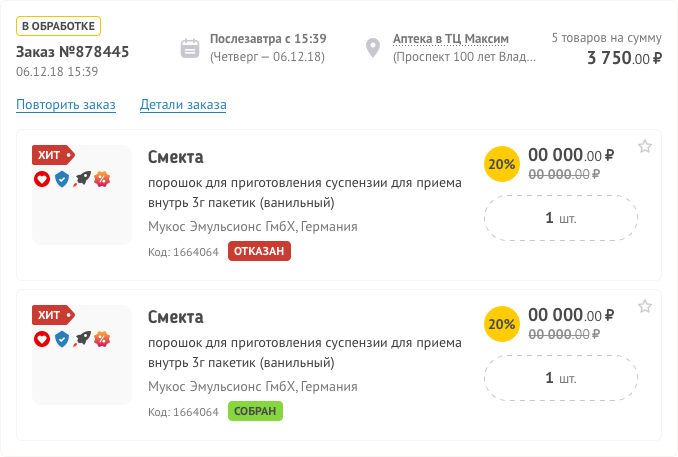 В ОБРАБОТКЕ
Заказ №878445
06.12.18 15:39
Послезавтра с 15:39
(Четверг — 06.12.18)
Аптека в ТЦ Максим
(Проспект 100 лет Влад...
5 товаров на сумму
3 750.00 ₽
Повторить заказ
Детали заказа
ХИТ
%
Смекта
порошок для приготовления суспензии для приема
внутрь 3г пакетик (ванильный)
Мукос Эмульсионс ГмбХ, Германия
Код: 1664064
ОТКАЗАН
20%
00 000.00 ₽
00 000.00 ₽
1 шт.
ХИТ
%
Смекта
порошок для приготовления суспензии для приема
внутрь 3г пакетик (ванильный)
Мукос Эмульсионс ГмбХ, Германия
Код: 1664064
СОБРАН
20%
00 000.00 ₽
00 000.00 ₽
1 шт.